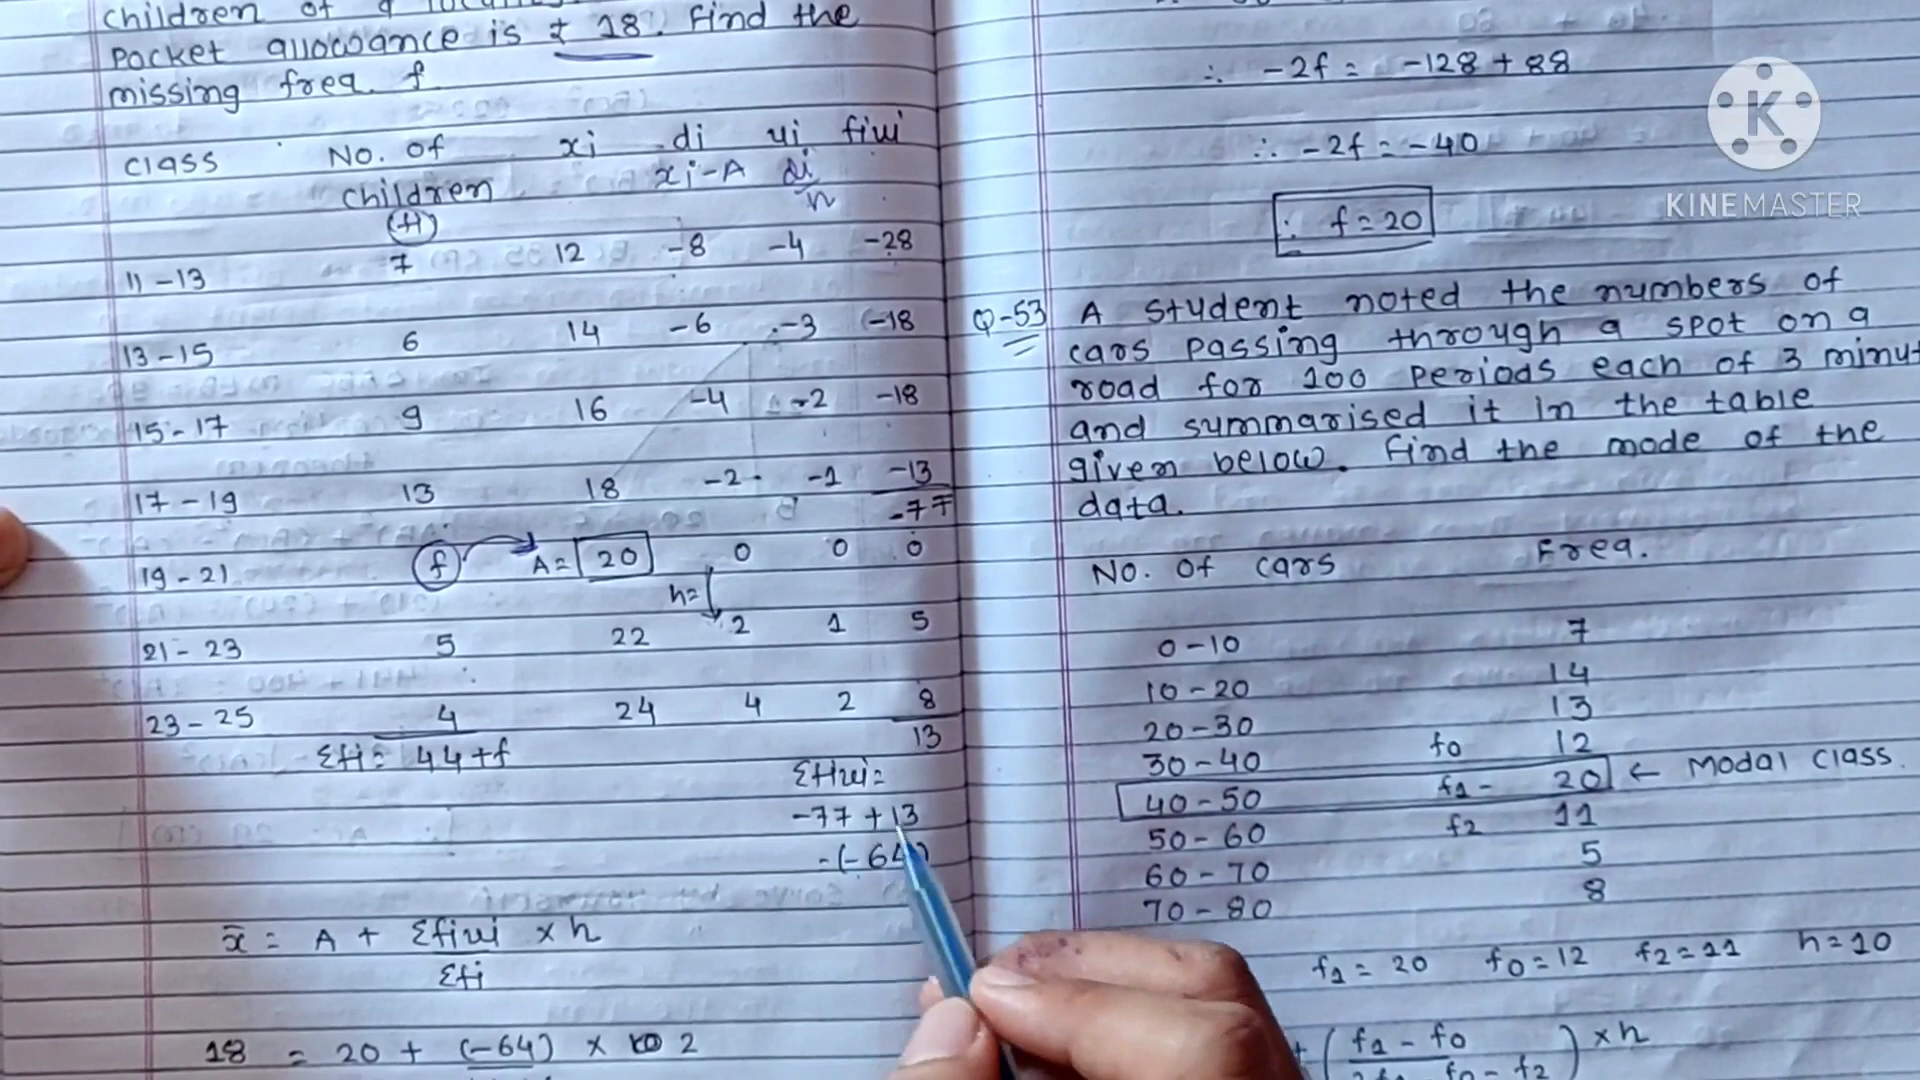 children of a
Pocket allowance is ₹ 18. Find the
missing freq. f
class No. of xi di ui fiui
children xi-A di/h
(fi)
11-13 7 12 -8 -4 -28
13-15 6 14 -6 -3 -18
15-17 9 16 -4 -2 -18
17-19 13 18 -2 -1 -13
-77
19-21 f A= 20 0 0 0
h=
21-23 5 22 2 1 5
23-25 4 24 4 2 8
Σfi= 44+f 13
Σfiui=
-77+13
-(-64)
x̄ = A + Σfiui × h
Σfi
18 = 20 + (-64) × 2
∴ -2f = -128+88
∴ -2f = -40
∴ f=20
Q-53 A student noted the numbers of
cars passing through a spot on a
road for 100 periods each of 3 minut
and summarised it in the table
given below. Find the mode of the
data.
No. of cars Freq.
0-10 7
10-20 14
20-30 13
30-40 f0 12
40-50 f1- 20 ← Modal class.
50-60 f2 11
60-70 5
70-80 8
f1=20 f0=12 f2=11 h=10
+ (f1-f0 ) ×h
f0-f2
K
KINEMASTER